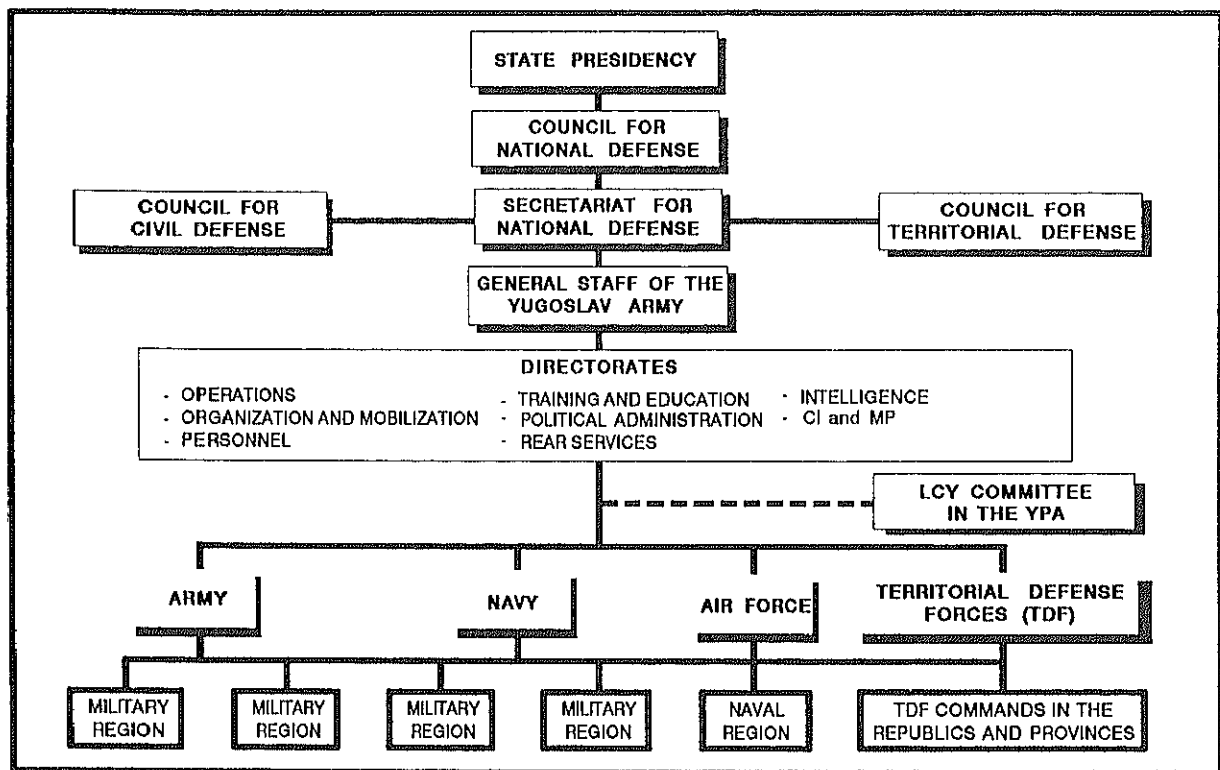 STATE PRESIDENCY
COUNCIL FOR
NATIONAL DEFENSE
COUNCIL FOR
CIVIL DEFENSE
SECRETARIAT FOR
NATIONAL DEFENSE
COUNCIL FOR
TERRITORIAL DEFENSE
GENERAL STAFF OF THE
YUGOSLAV ARMY
DIRECTORATES
- OPERATIONS
- ORGANIZATION AND MOBILIZATION
- PERSONNEL
- TRAINING AND EDUCATION
- POLITICAL ADMINISTRATION
- REAR SERVICES
- INTELLIGENCE
- CI and MP
LCY COMMITTEE
IN THE YPA
ARMY
NAVY
AIR FORCE
TERRITORIAL DEFENSE
FORCES (TDF)
MILITARY
REGION
MILITARY
REGION
MILITARY
REGION
MILITARY
REGION
NAVAL
REGION
TDF COMMANDS IN THE
REPUBLICS AND PROVINCES